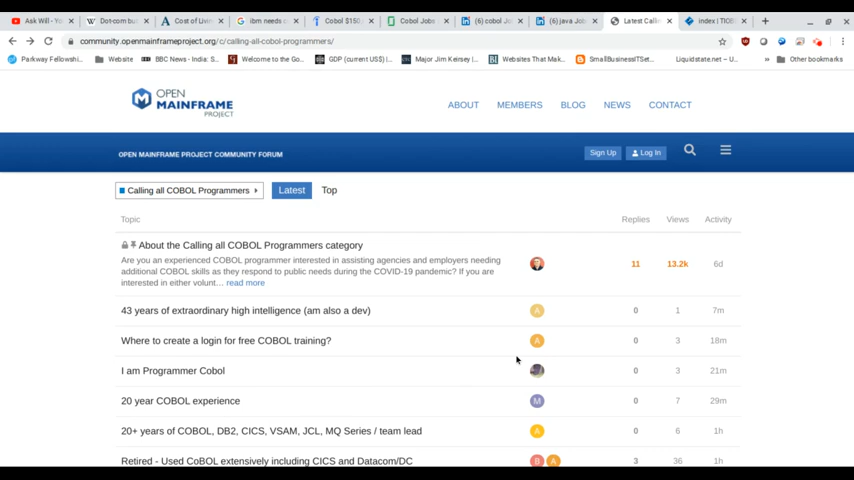 Ask Will - Yo
Dot-com bu
Cost of Livin
ibm needs c
Cobol $150,
Cobol Jobs
(6) cobol Jo
(6) java Job
Latest Calli
index | TIOB
community.openmainframeproject.org/c/calling-all-cobol-programmers/
Parkway Fellowshi...
Website
BBC News - India: S...
Welcome to the Go...
GDP (current US$) |...
Major Jim Keirsey |...
Websites That Mak...
SmallBusinessITSet...
Liquidstate.net – U...
Other bookmarks
OPEN
MAINFRAME
PROJECT
ABOUT MEMBERS BLOG NEWS CONTACT
OPEN MAINFRAME PROJECT COMMUNITY FORUM
Sign Up
Log In
Calling all COBOL Programmers
Latest
Top
Topic Replies Views Activity
About the Calling all COBOL Programmers category
Are you an experienced COBOL programmer interested in assisting agencies and employers needing
additional COBOL skills as they respond to public needs during the COVID-19 pandemic? If you are
interested in either volunt… read more
11 13.2k 6d
43 years of extraordinary high intelligence (am also a dev) A 0 1 7m
Where to create a login for free COBOL training? A 0 3 18m
I am Programmer Cobol 0 3 21m
20 year COBOL experience M 0 7 29m
20+ years of COBOL, DB2, CICS, VSAM, JCL, MQ Series / team lead A 0 6 1h
Retired - Used CoBOL extensively including CICS and Datacom/DC B A 3 36 1h